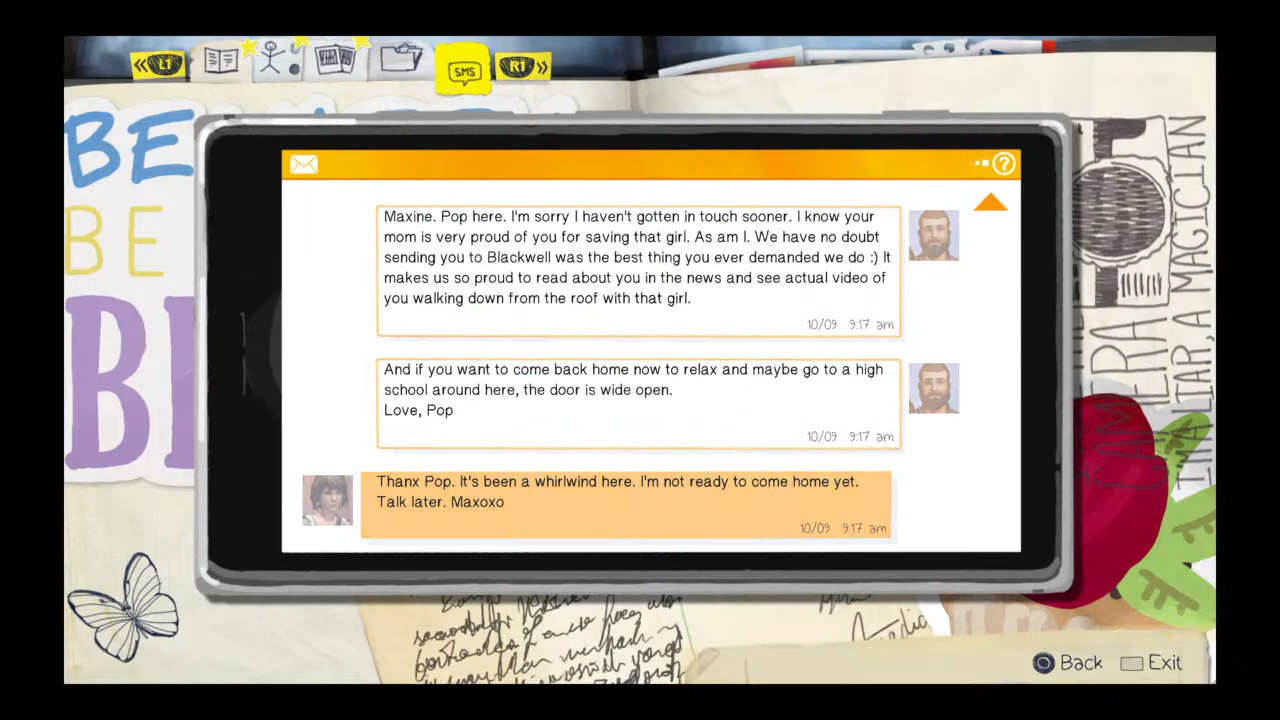 L1
SMS
R1
BE
BE
BE
Maxine. Pop here. I'm sorry I haven't gotten in touch sooner. I know your
mom is very proud of you for saving that girl. As am I. We have no doubt
sending you to Blackwell was the best thing you ever demanded we do :) It
makes us so proud to read about you in the news and see actual video of
you walking down from the roof with that girl.
10/09 9:17 am
And if you want to come back home now to relax and maybe go to a high
school around here, the door is wide open.
Love, Pop
10/09 9:17 am
Thanx Pop. It's been a whirlwind here. I'm not ready to come home yet.
Talk later. Maxoxo
10/09 9:17 am
A LIAR, A MAGICIAN
Back
Exit